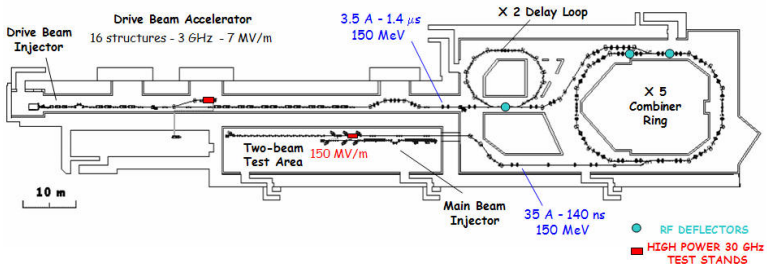 Drive Beam Accelerator
16 structures - 3 GHz - 7 MV/m
Drive Beam
Injector
3.5 A - 1.4 μs
150 MeV
X 2 Delay Loop
X 5
Combiner
Ring
Two-beam
Test Area
150 MV/m
Main Beam
Injector
10 m
35 A - 140 ns
150 MeV
RF DEFLECTORS
HIGH POWER 30 GHz
TEST STANDS